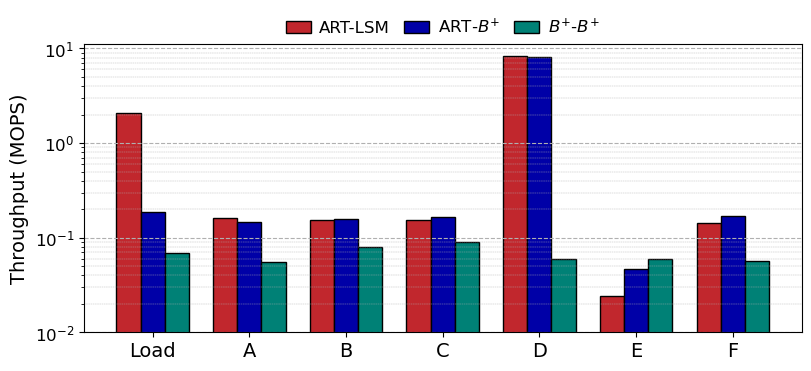 ART-LSM ART-B⁺ B⁺-B⁺
Throughput (MOPS)
10¹
10⁰
10⁻¹
10⁻²
Load A B C D E F